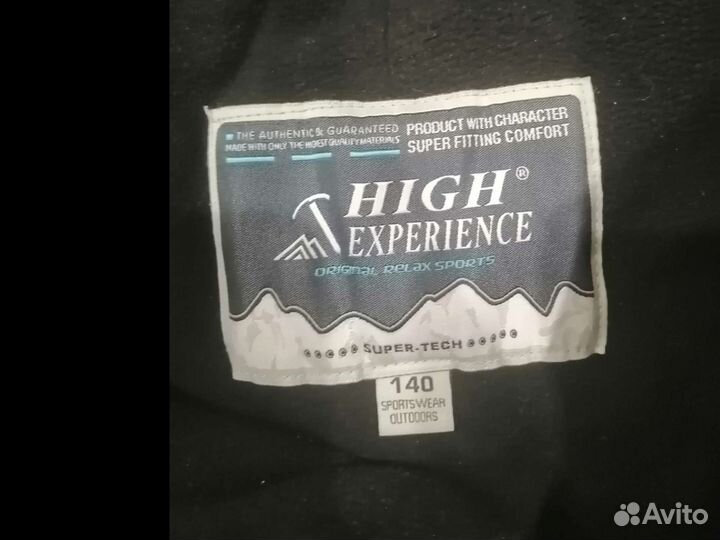 THE AUTHENTIC & GUARANTEED
MADE WITH ONLY THE HIGEST QUALITY MATERIALS
PRODUCT WITH CHARACTER
SUPER FITTING COMFORT
HIGH®
EXPERIENCE
ORIGINAL RELAX SPORTS
SUPER-TECH
140
SPORTSWEAR
OUTDOORS
Avito